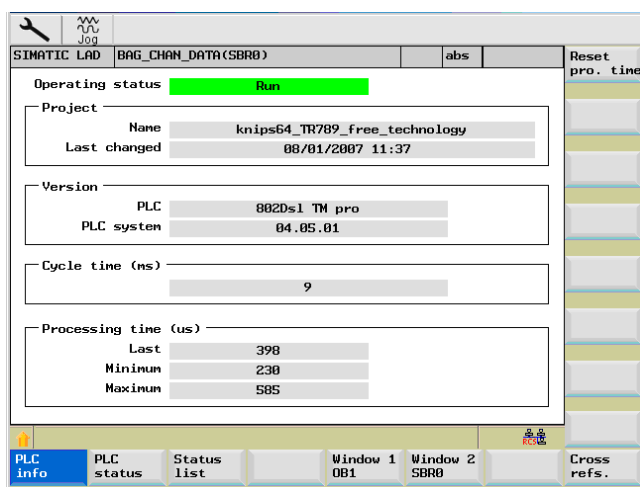 Jog
SIMATIC LAD BAG_CHAN_DATA(SBR0) abs
Reset
pro. time
Operating status Run
Project
Name knips64_TR789_free_technology
Last changed 08/01/2007 11:37
Version
PLC 802Dsl TM pro
PLC system 04.05.01
Cycle time (ms)
9
Processing time (us)
Last 398
Minimum 230
Maximum 585
RCS
PLC
info
PLC
status
Status
list
Window 1
OB1
Window 2
SBR0
Cross
refs.